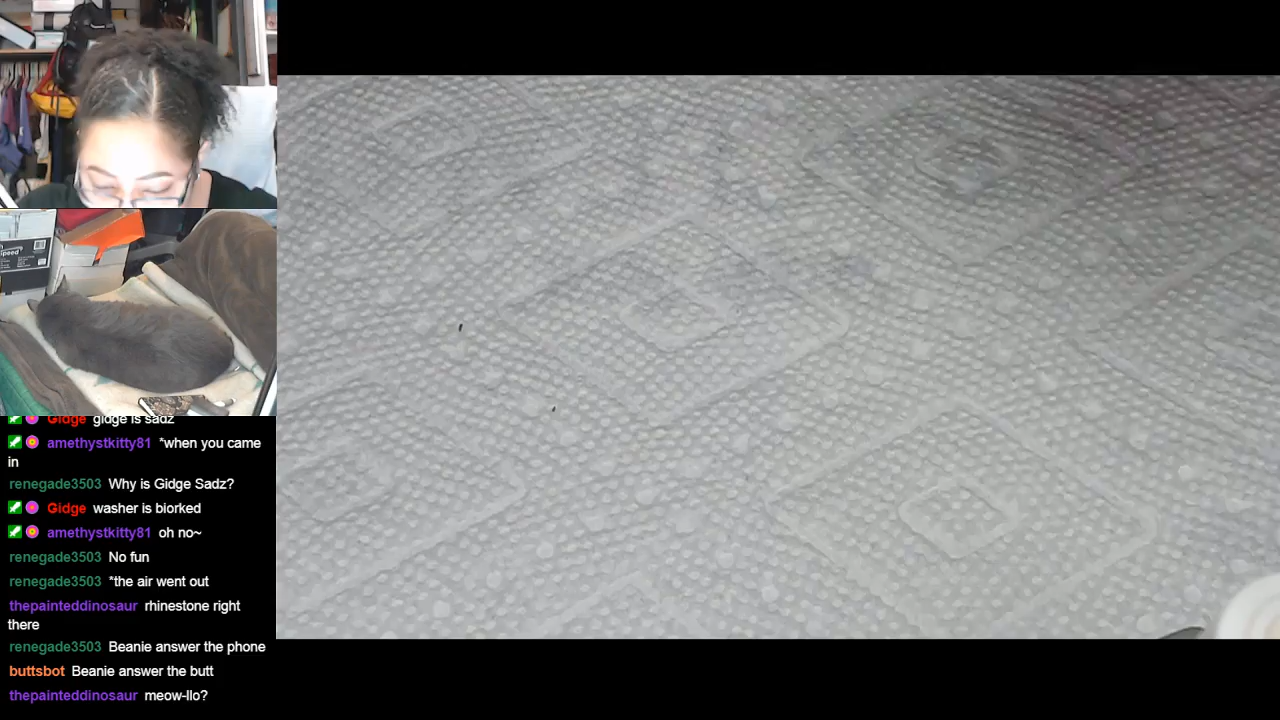 speed
Gidge gidge is sadz
amethystkitty81 *when you came
in
renegade3503 Why is Gidge Sadz?
Gidge washer is biorked
amethystkitty81 oh no~
renegade3503 No fun
renegade3503 *the air went out
thepainteddinosaur rhinestone right
there
renegade3503 Beanie answer the phone
buttsbot Beanie answer the butt
thepainteddinosaur meow-llo?